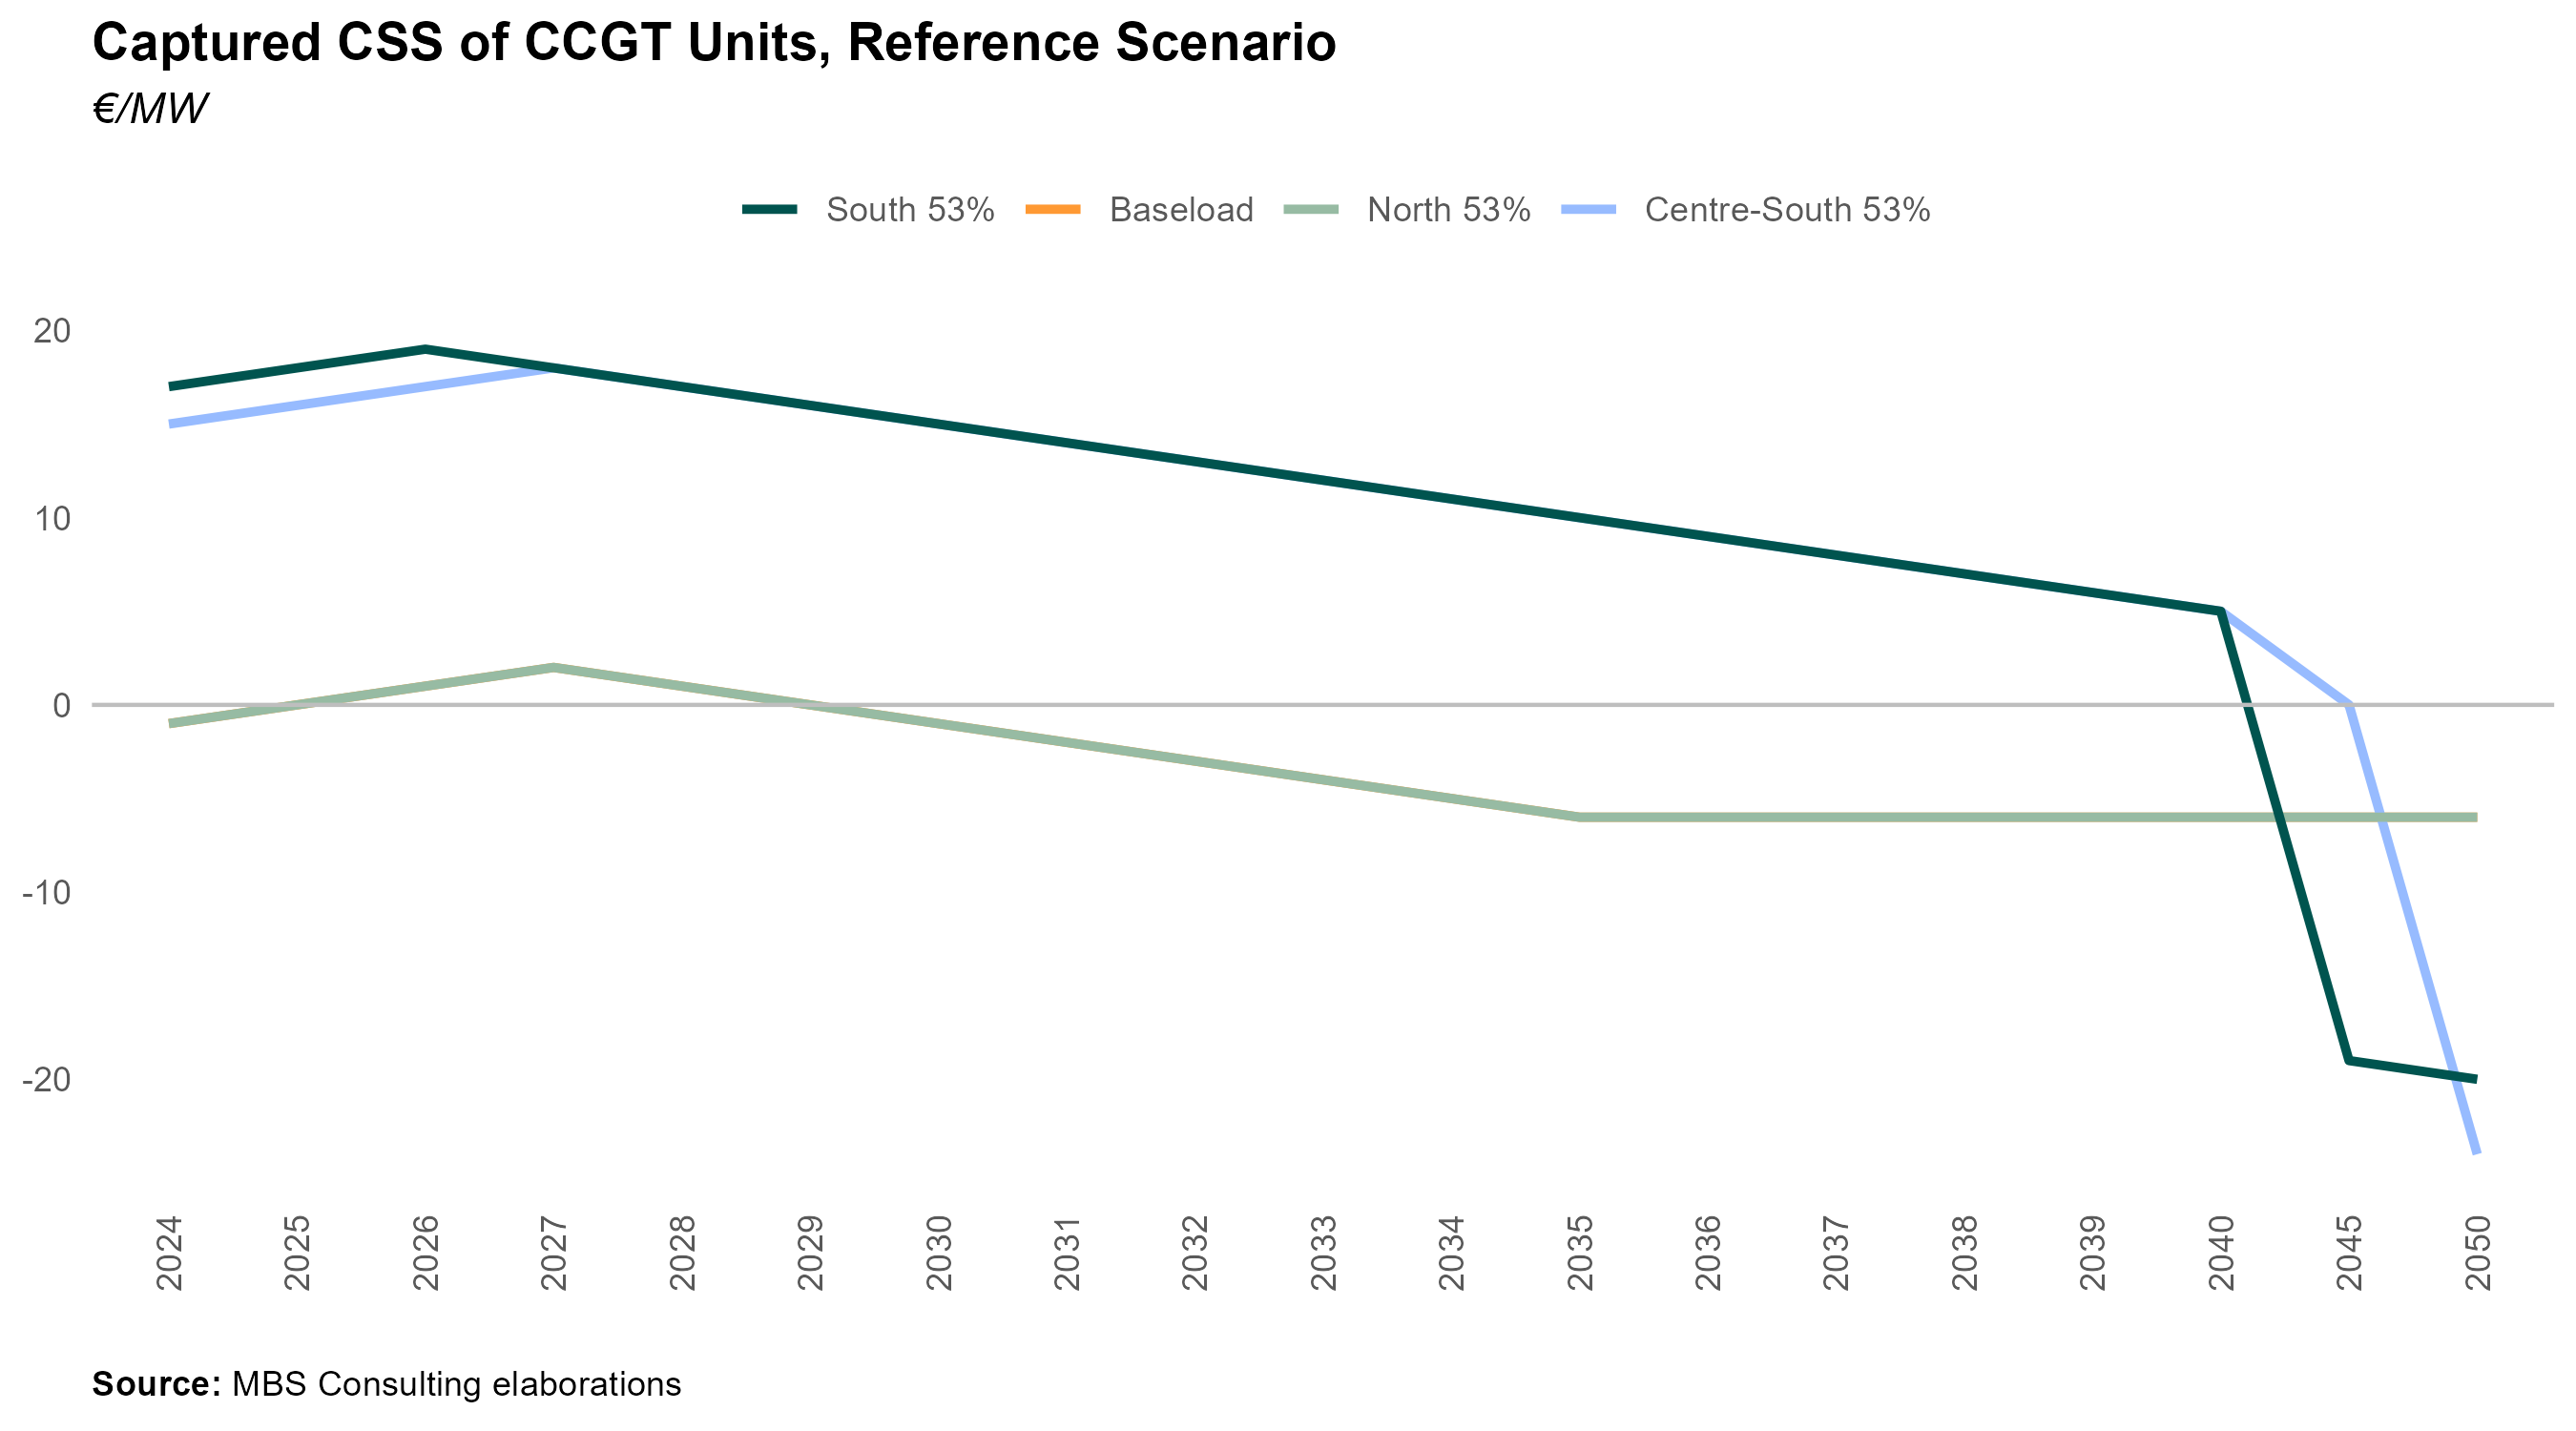 Captured CSS of CCGT Units, Reference Scenario
€/MW
South 53% Baseload North 53% Centre-South 53%
20
10
0
-10
-20
2024 2025 2026 2027 2028 2029 2030 2031 2032 2033 2034 2035 2036 2037 2038 2039 2040 2045 2050
Source: MBS Consulting elaborations